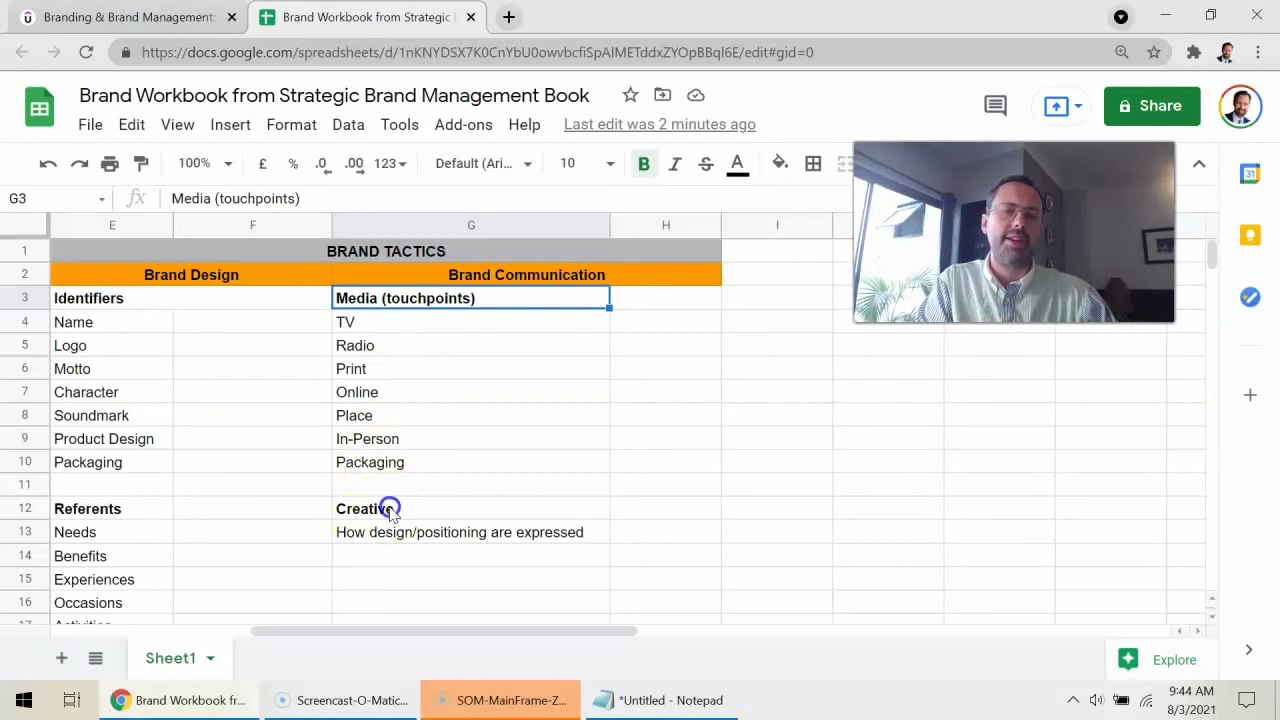 Branding & Brand Management:
Brand Workbook from Strategic
https://docs.google.com/spreadsheets/d/1nKNYDSX7K0CnYbU0owvbcfiSpAIMETddxZYOpBBql6E/edit#gid=0
Brand Workbook from Strategic Brand Management Book
File Edit View Insert Format Data Tools Add-ons Help Last edit was 2 minutes ago
Share
100% £ % .0 .00 123 Default (Ari... 10 B I S A
G3 fx Media (touchpoints)
E F G H I
1 BRAND TACTICS
2 Brand Design Brand Communication
3 Identifiers Media (touchpoints)
4 Name TV
5 Logo Radio
6 Motto Print
7 Character Online
8 Soundmark Place
9 Product Design In-Person
10 Packaging Packaging
11
12 Referents Creative
13 Needs How design/positioning are expressed
14 Benefits
15 Experiences
16 Occasions
17 Activities
31
Sheet1
Explore
Brand Workbook fr...
Screencast-O-Matic...
SOM-MainFrame-Z...
*Untitled - Notepad
9:44 AM
8/3/2021